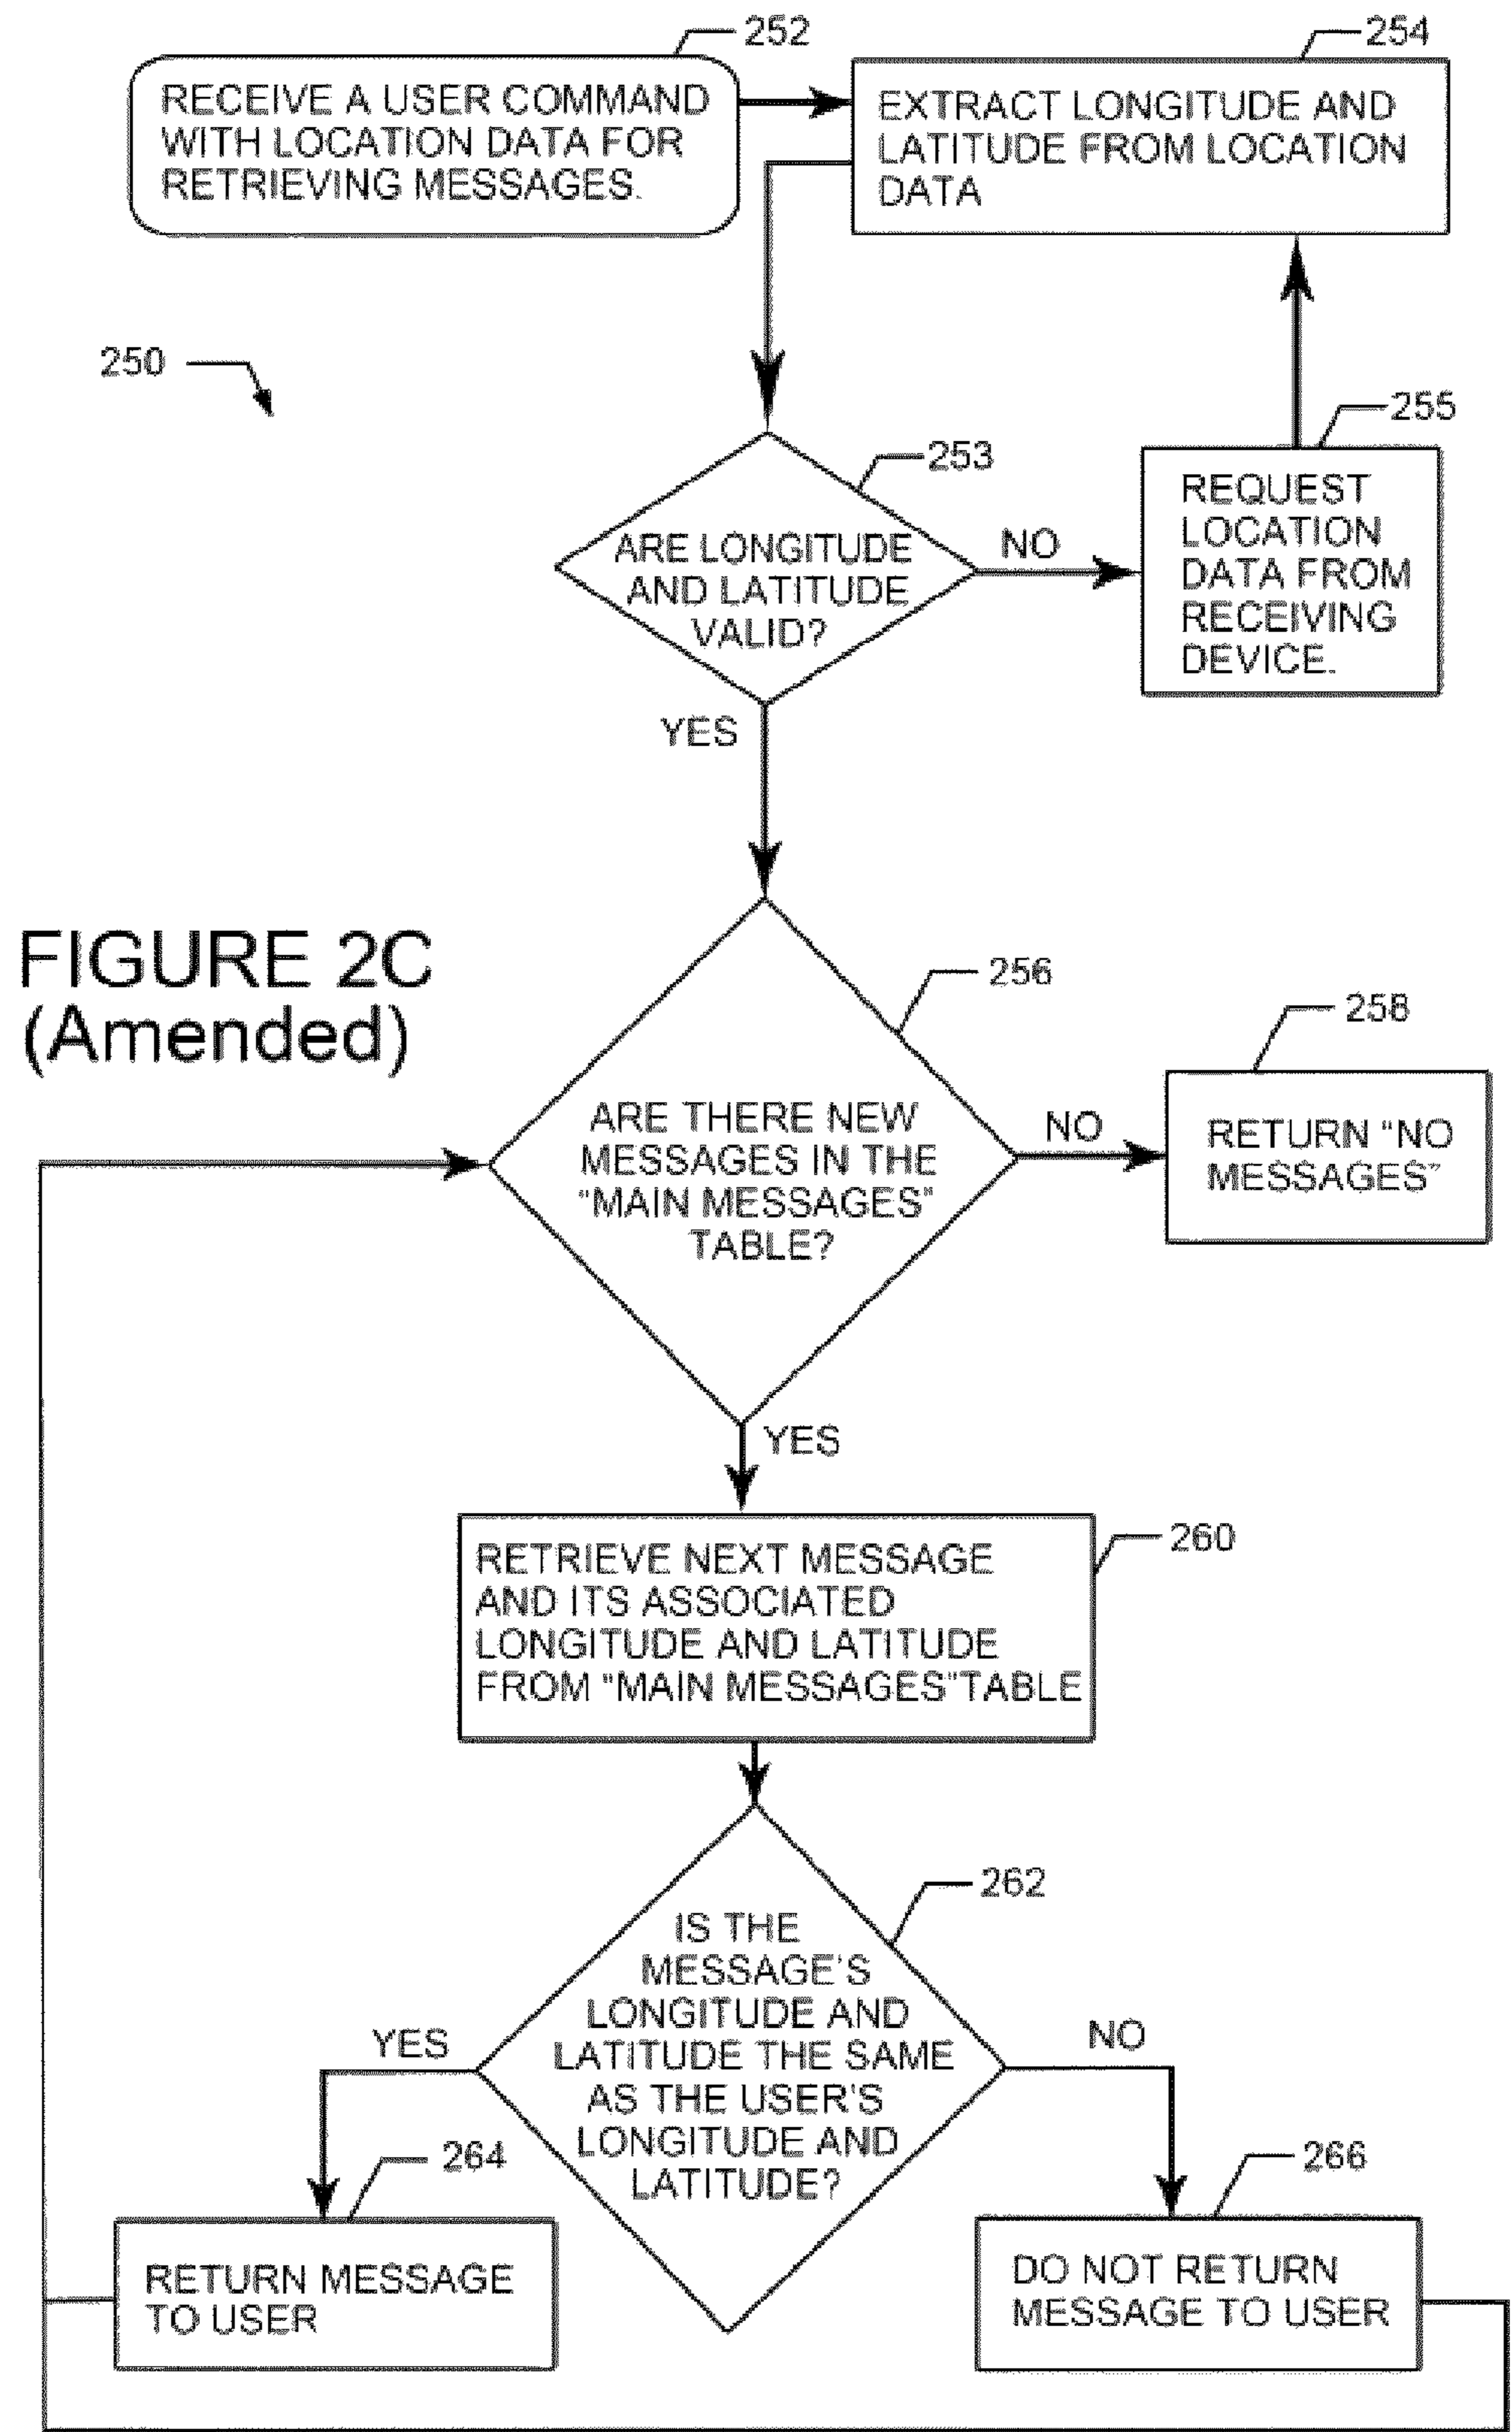 252
RECEIVE A USER COMMAND
WITH LOCATION DATA FOR
RETRIEVING MESSAGES.
254
EXTRACT LONGITUDE AND
LATITUDE FROM LOCATION
DATA
250
253
ARE LONGITUDE
AND LATITUDE
VALID?
NO
255
REQUEST
LOCATION
DATA FROM
RECEIVING
DEVICE.
YES
FIGURE 2C
(Amended)
256
ARE THERE NEW
MESSAGES IN THE
"MAIN MESSAGES"
TABLE?
NO
258
RETURN "NO
MESSAGES"
YES
260
RETRIEVE NEXT MESSAGE
AND ITS ASSOCIATED
LONGITUDE AND LATITUDE
FROM "MAIN MESSAGES"TABLE
262
IS THE
MESSAGE'S
LONGITUDE AND
LATITUDE THE SAME
AS THE USER'S
LONGITUDE AND
LATITUDE?
YES
NO
264
RETURN MESSAGE
TO USER
266
DO NOT RETURN
MESSAGE TO USER